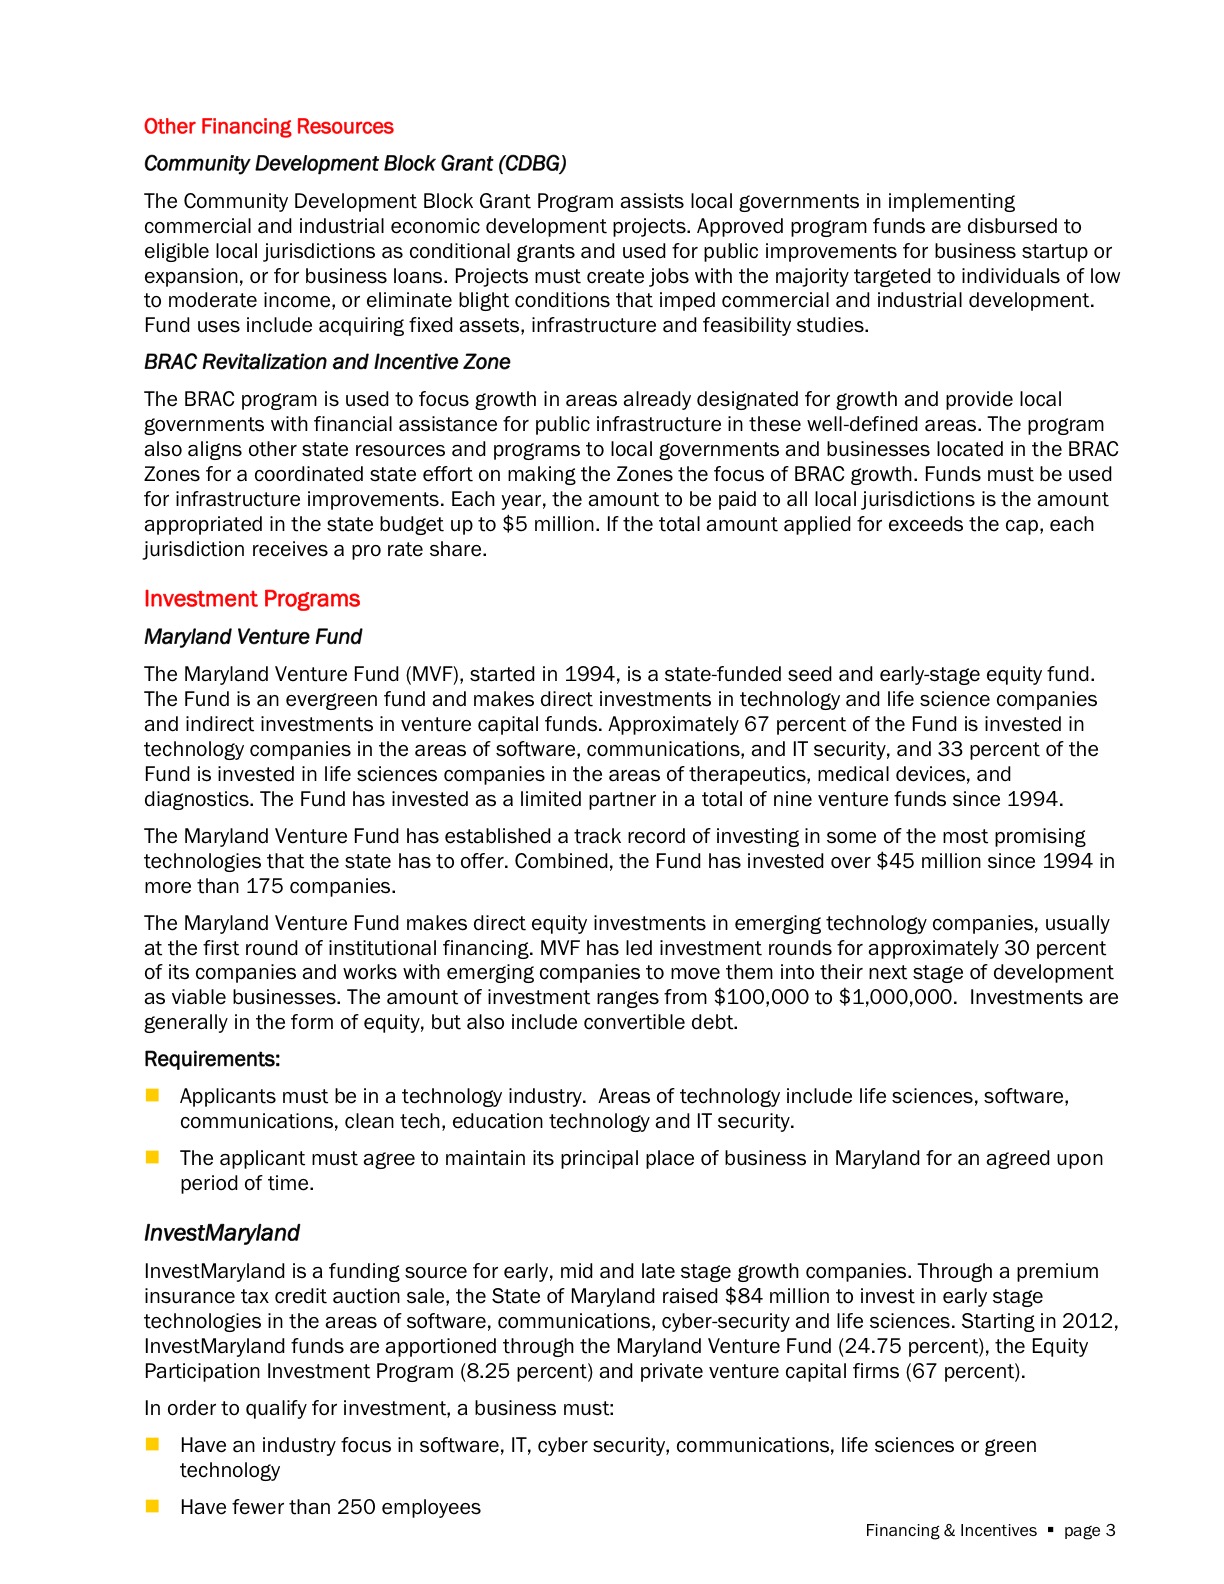 Other Financing Resources
Community Development Block Grant (CDBG)
The Community Development Block Grant Program assists local governments in implementing
commercial and industrial economic development projects. Approved program funds are disbursed to
eligible local jurisdictions as conditional grants and used for public improvements for business startup or
expansion, or for business loans. Projects must create jobs with the majority targeted to individuals of low
to moderate income, or eliminate blight conditions that imped commercial and industrial development.
Fund uses include acquiring fixed assets, infrastructure and feasibility studies.
BRAC Revitalization and Incentive Zone
The BRAC program is used to focus growth in areas already designated for growth and provide local
governments with financial assistance for public infrastructure in these well-defined areas. The program
also aligns other state resources and programs to local governments and businesses located in the BRAC
Zones for a coordinated state effort on making the Zones the focus of BRAC growth. Funds must be used
for infrastructure improvements. Each year, the amount to be paid to all local jurisdictions is the amount
appropriated in the state budget up to $5 million. If the total amount applied for exceeds the cap, each
jurisdiction receives a pro rate share.
Investment Programs
Maryland Venture Fund
The Maryland Venture Fund (MVF), started in 1994, is a state-funded seed and early-stage equity fund.
The Fund is an evergreen fund and makes direct investments in technology and life science companies
and indirect investments in venture capital funds. Approximately 67 percent of the Fund is invested in
technology companies in the areas of software, communications, and IT security, and 33 percent of the
Fund is invested in life sciences companies in the areas of therapeutics, medical devices, and
diagnostics. The Fund has invested as a limited partner in a total of nine venture funds since 1994.
The Maryland Venture Fund has established a track record of investing in some of the most promising
technologies that the state has to offer. Combined, the Fund has invested over $45 million since 1994 in
more than 175 companies.
The Maryland Venture Fund makes direct equity investments in emerging technology companies, usually
at the first round of institutional financing. MVF has led investment rounds for approximately 30 percent
of its companies and works with emerging companies to move them into their next stage of development
as viable businesses. The amount of investment ranges from $100,000 to $1,000,000.  Investments are
generally in the form of equity, but also include convertible debt.
Requirements:
■ Applicants must be in a technology industry.  Areas of technology include life sciences, software,
communications, clean tech, education technology and IT security.
■ The applicant must agree to maintain its principal place of business in Maryland for an agreed upon
period of time.
InvestMaryland
InvestMaryland is a funding source for early, mid and late stage growth companies. Through a premium
insurance tax credit auction sale, the State of Maryland raised $84 million to invest in early stage
technologies in the areas of software, communications, cyber-security and life sciences. Starting in 2012,
InvestMaryland funds are apportioned through the Maryland Venture Fund (24.75 percent), the Equity
Participation Investment Program (8.25 percent) and private venture capital firms (67 percent).
In order to qualify for investment, a business must:
■ Have an industry focus in software, IT, cyber security, communications, life sciences or green
technology
■ Have fewer than 250 employees
Financing & Incentives ▪ page 3